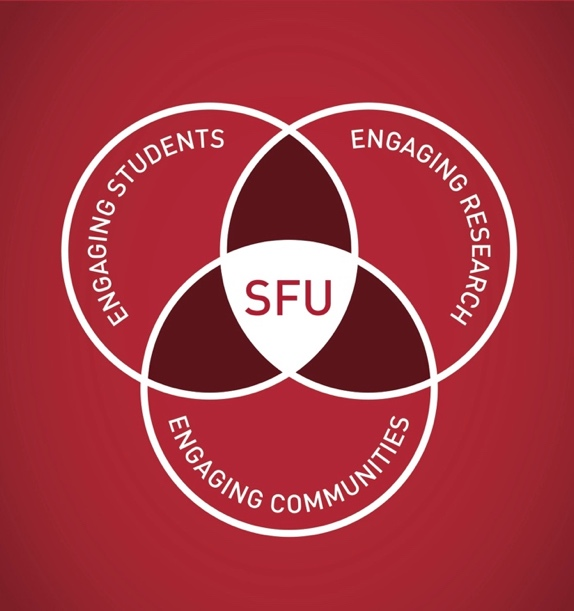 ENGAGING STUDENTS
ENGAGING RESEARCH
SFU
ENGAGING COMMUNITIES